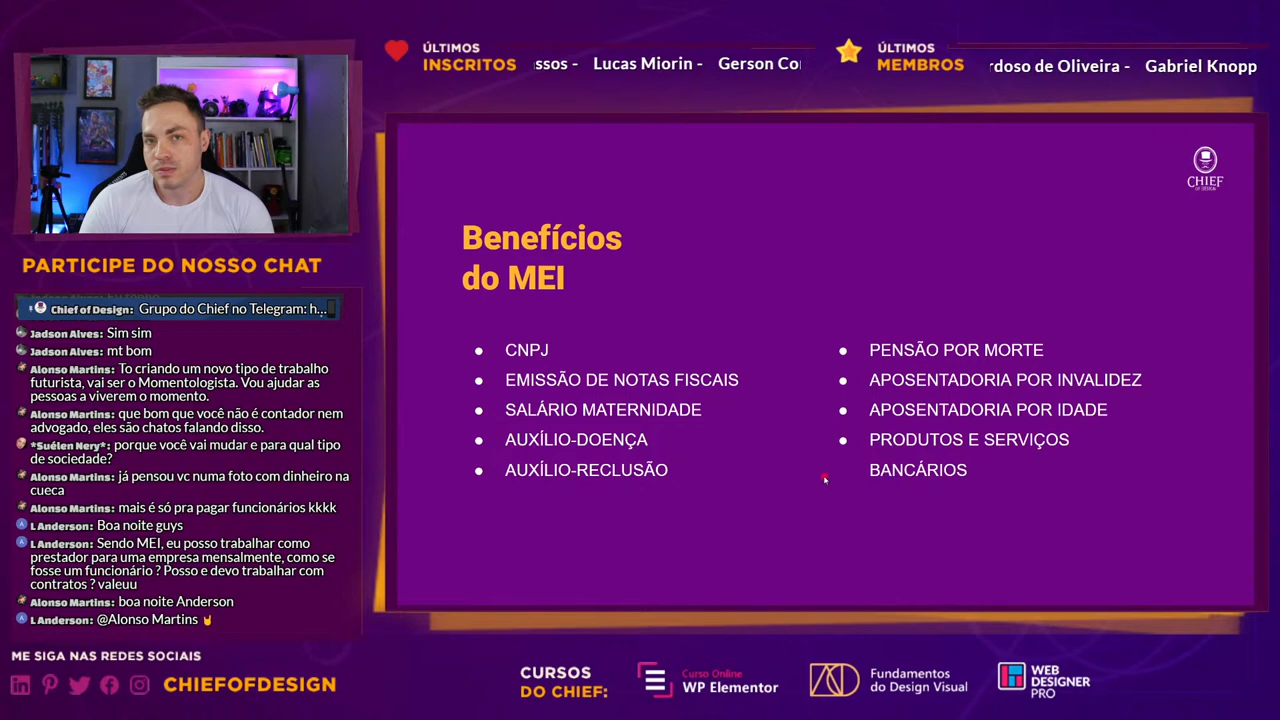 ÚLTIMOS
INSCRITOS
ssos - Lucas Miorin - Gerson Co
ÚLTIMOS
MEMBROS
rdoso de Oliveira - Gabriel Knopp
CHIEF
OF DESIGN
Benefícios
do MEI
● CNPJ
● EMISSÃO DE NOTAS FISCAIS
● SALÁRIO MATERNIDADE
● AUXÍLIO-DOENÇA
● AUXÍLIO-RECLUSÃO
● PENSÃO POR MORTE
● APOSENTADORIA POR INVALIDEZ
● APOSENTADORIA POR IDADE
● PRODUTOS E SERVIÇOS
BANCÁRIOS
PARTICIPE DO NOSSO CHAT
Chief of Design: Grupo do Chief no Telegram: h...
Jadson Alves: Sim sim
Jadson Alves: mt bom
Alonso Martins: To criando um novo tipo de trabalho
futurista, vai ser o Momentologista. Vou ajudar as
pessoas a viverem o momento.
Alonso Martins: que bom que você não é contador nem
advogado, eles são chatos falando disso.
*Suélen Nery*: porque você vai mudar e para qual tipo
de sociedade?
Alonso Martins: já pensou vc numa foto com dinheiro na
cueca
Alonso Martins: mais é só pra pagar funcionários kkkk
L Anderson: Boa noite guys
L Anderson: Sendo MEI, eu posso trabalhar como
prestador para uma empresa mensalmente, como se
fosse um funcionário ? Posso e devo trabalhar com
contratos ? valeuu
Alonso Martins: boa noite Anderson
L Anderson: @Alonso Martins 🤘
ME SIGA NAS REDES SOCIAIS
CHIEFOFDESIGN
CURSOS
DO CHIEF:
Curso Online
WP Elementor
Fundamentos
do Design Visual
WEB
DESIGNER
PRO